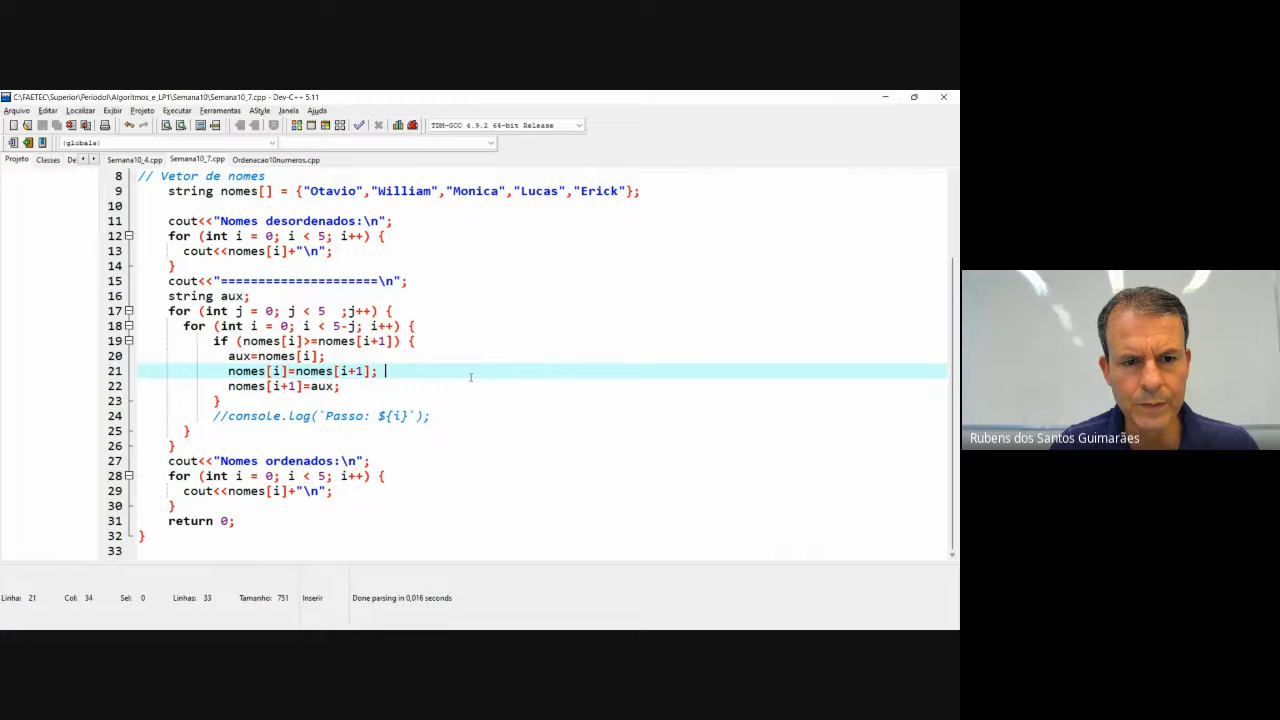 C:\FAETEC\Superior\PeriodoI\Algoritmos_e_LP1\Semana10\Semana10_7.cpp - Dev-C++ 5.11
Arquivo Editar Localizar Exibir Projeto Executar Ferramentas AStyle Janela Ajuda
TDM-GCC 4.9.2 64-bit Release
(globals)
Projeto Classes De Semana10_4.cpp Semana10_7.cpp Ordenacao10numeros.cpp
8 // Vetor de nomes
9 string nomes[] = {"Otavio","William","Monica","Lucas","Erick"};
10
11 cout<<"Nomes desordenados:\n";
12 for (int i = 0; i < 5; i++) {
13 cout<<nomes[i]+"\n";
14 }
15 cout<<"=====================\n";
16 string aux;
17 for (int j = 0; j < 5 ;j++) {
18 for (int i = 0; i < 5-j; i++) {
19 if (nomes[i]>=nomes[i+1]) {
20 aux=nomes[i];
21 nomes[i]=nomes[i+1];
22 nomes[i+1]=aux;
23 }
24 //console.log(`Passo: ${i}`);
25 }
26 }
27 cout<<"Nomes ordenados:\n";
28 for (int i = 0; i < 5; i++) {
29 cout<<nomes[i]+"\n";
30 }
31 return 0;
32 }
33
Linha: 21 Col: 34 Sel: 0 Linhas: 33 Tamanho: 751 Inserir Done parsing in 0,016 seconds
Rubens dos Santos Guimarães